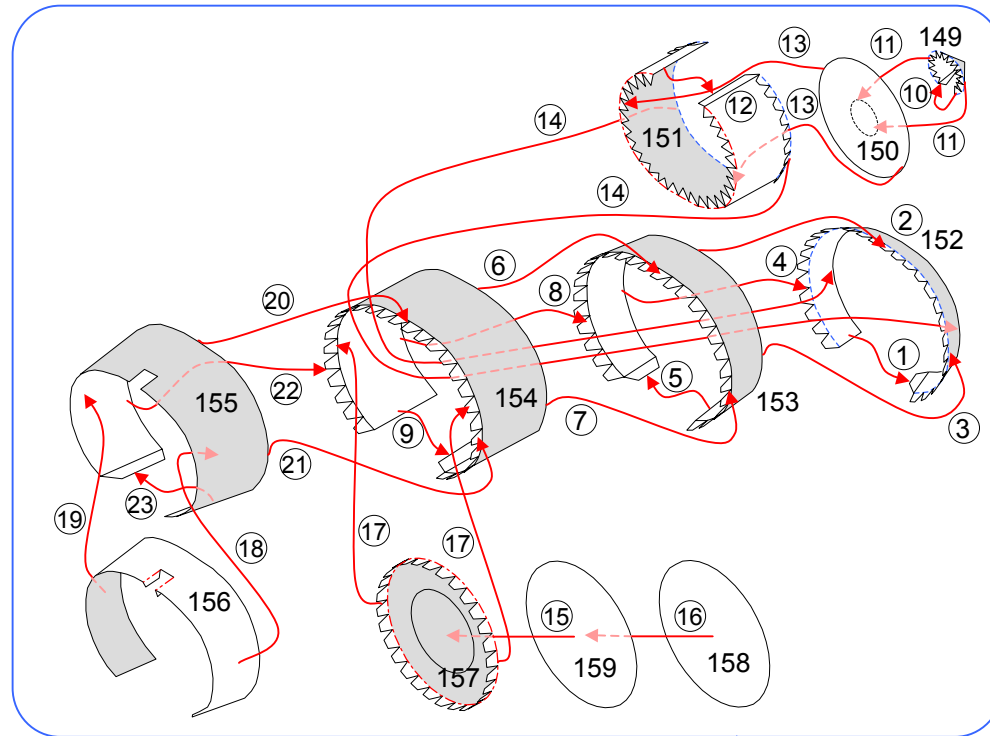 ⑬ ⑪ 149
⑩
⑫ ⑬
⑭ 151 150 ⑪
⑭
② 152
⑥ ④
⑳ ⑧
① 
⑤
155 ㉒ 154 153
⑨ ⑦ ③
㉑
㉓
⑲ ⑰ ⑰
⑱
156
⑮ ⑯
157 159 158